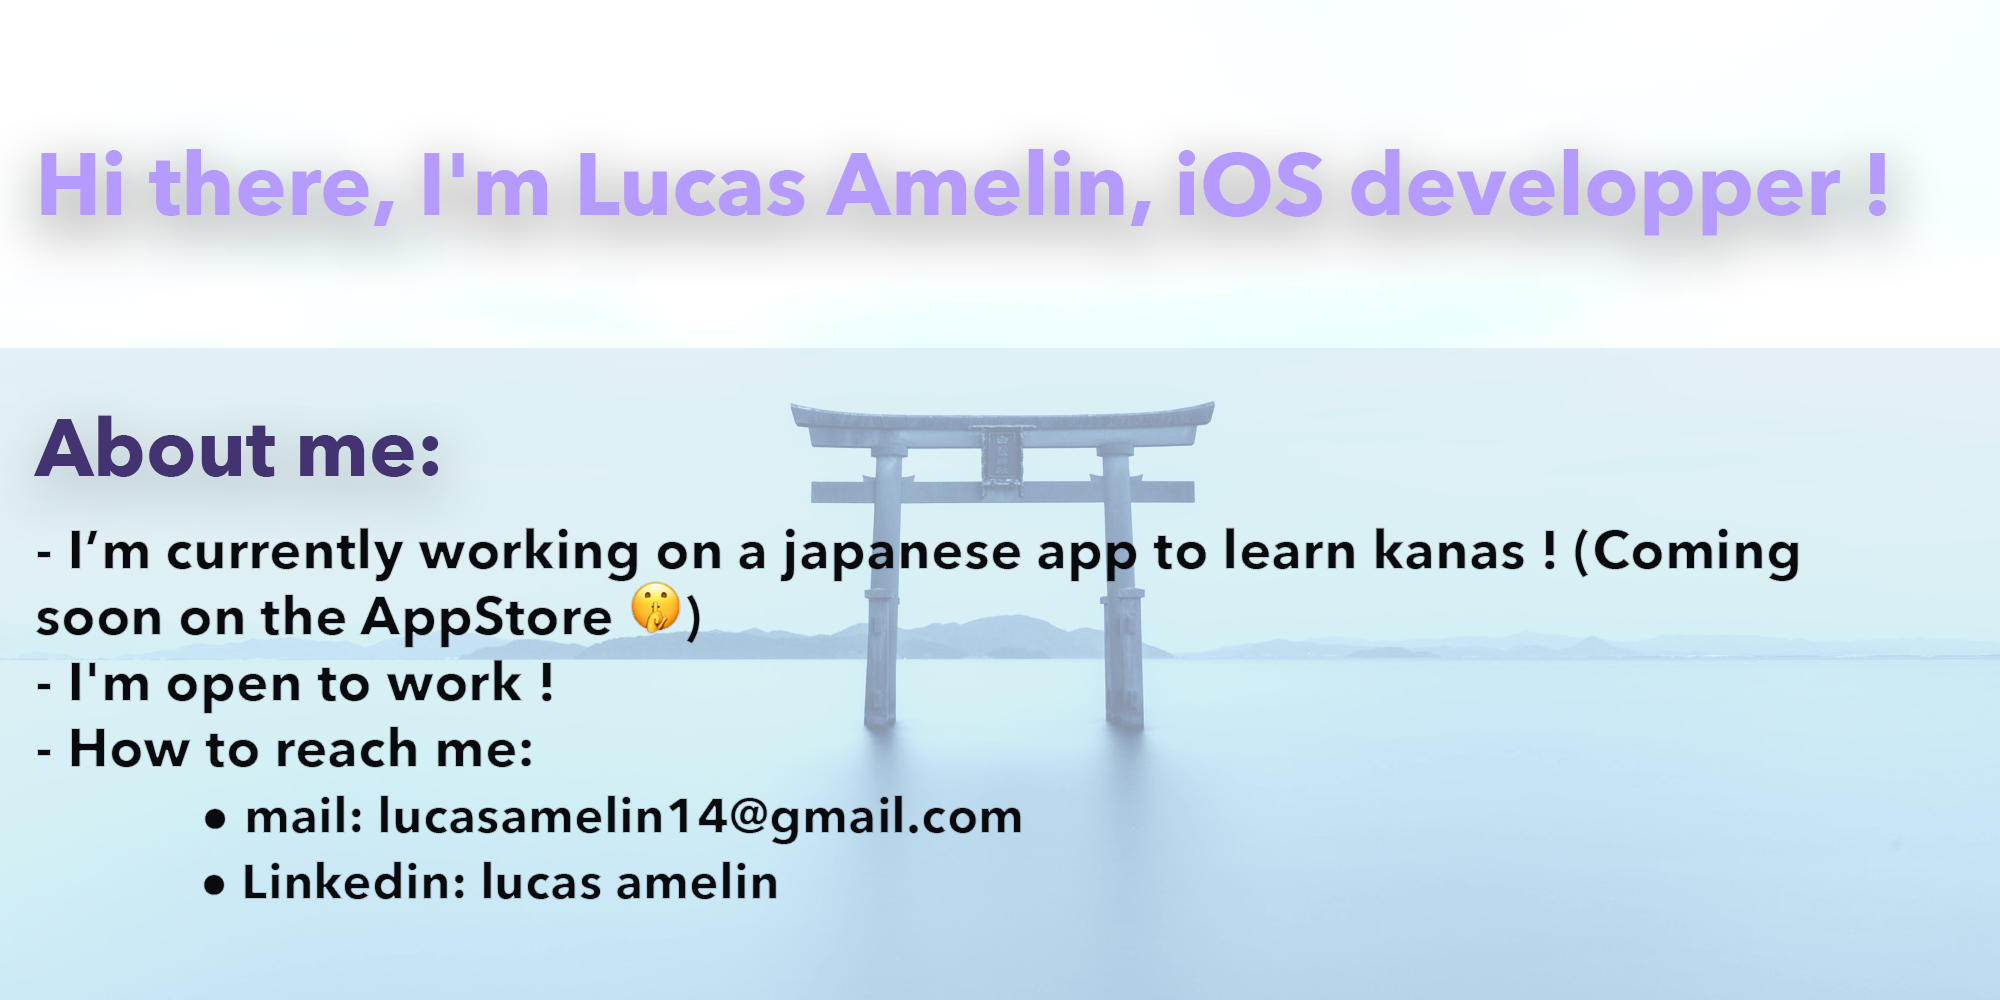 Hi there, I'm Lucas Amelin, iOS developper !
About me:
- I’m currently working on a japanese app to learn kanas ! (Coming
soon on the AppStore 🤫)
- I'm open to work !
- How to reach me:
● mail: lucasamelin14@gmail.com
● Linkedin: lucas amelin